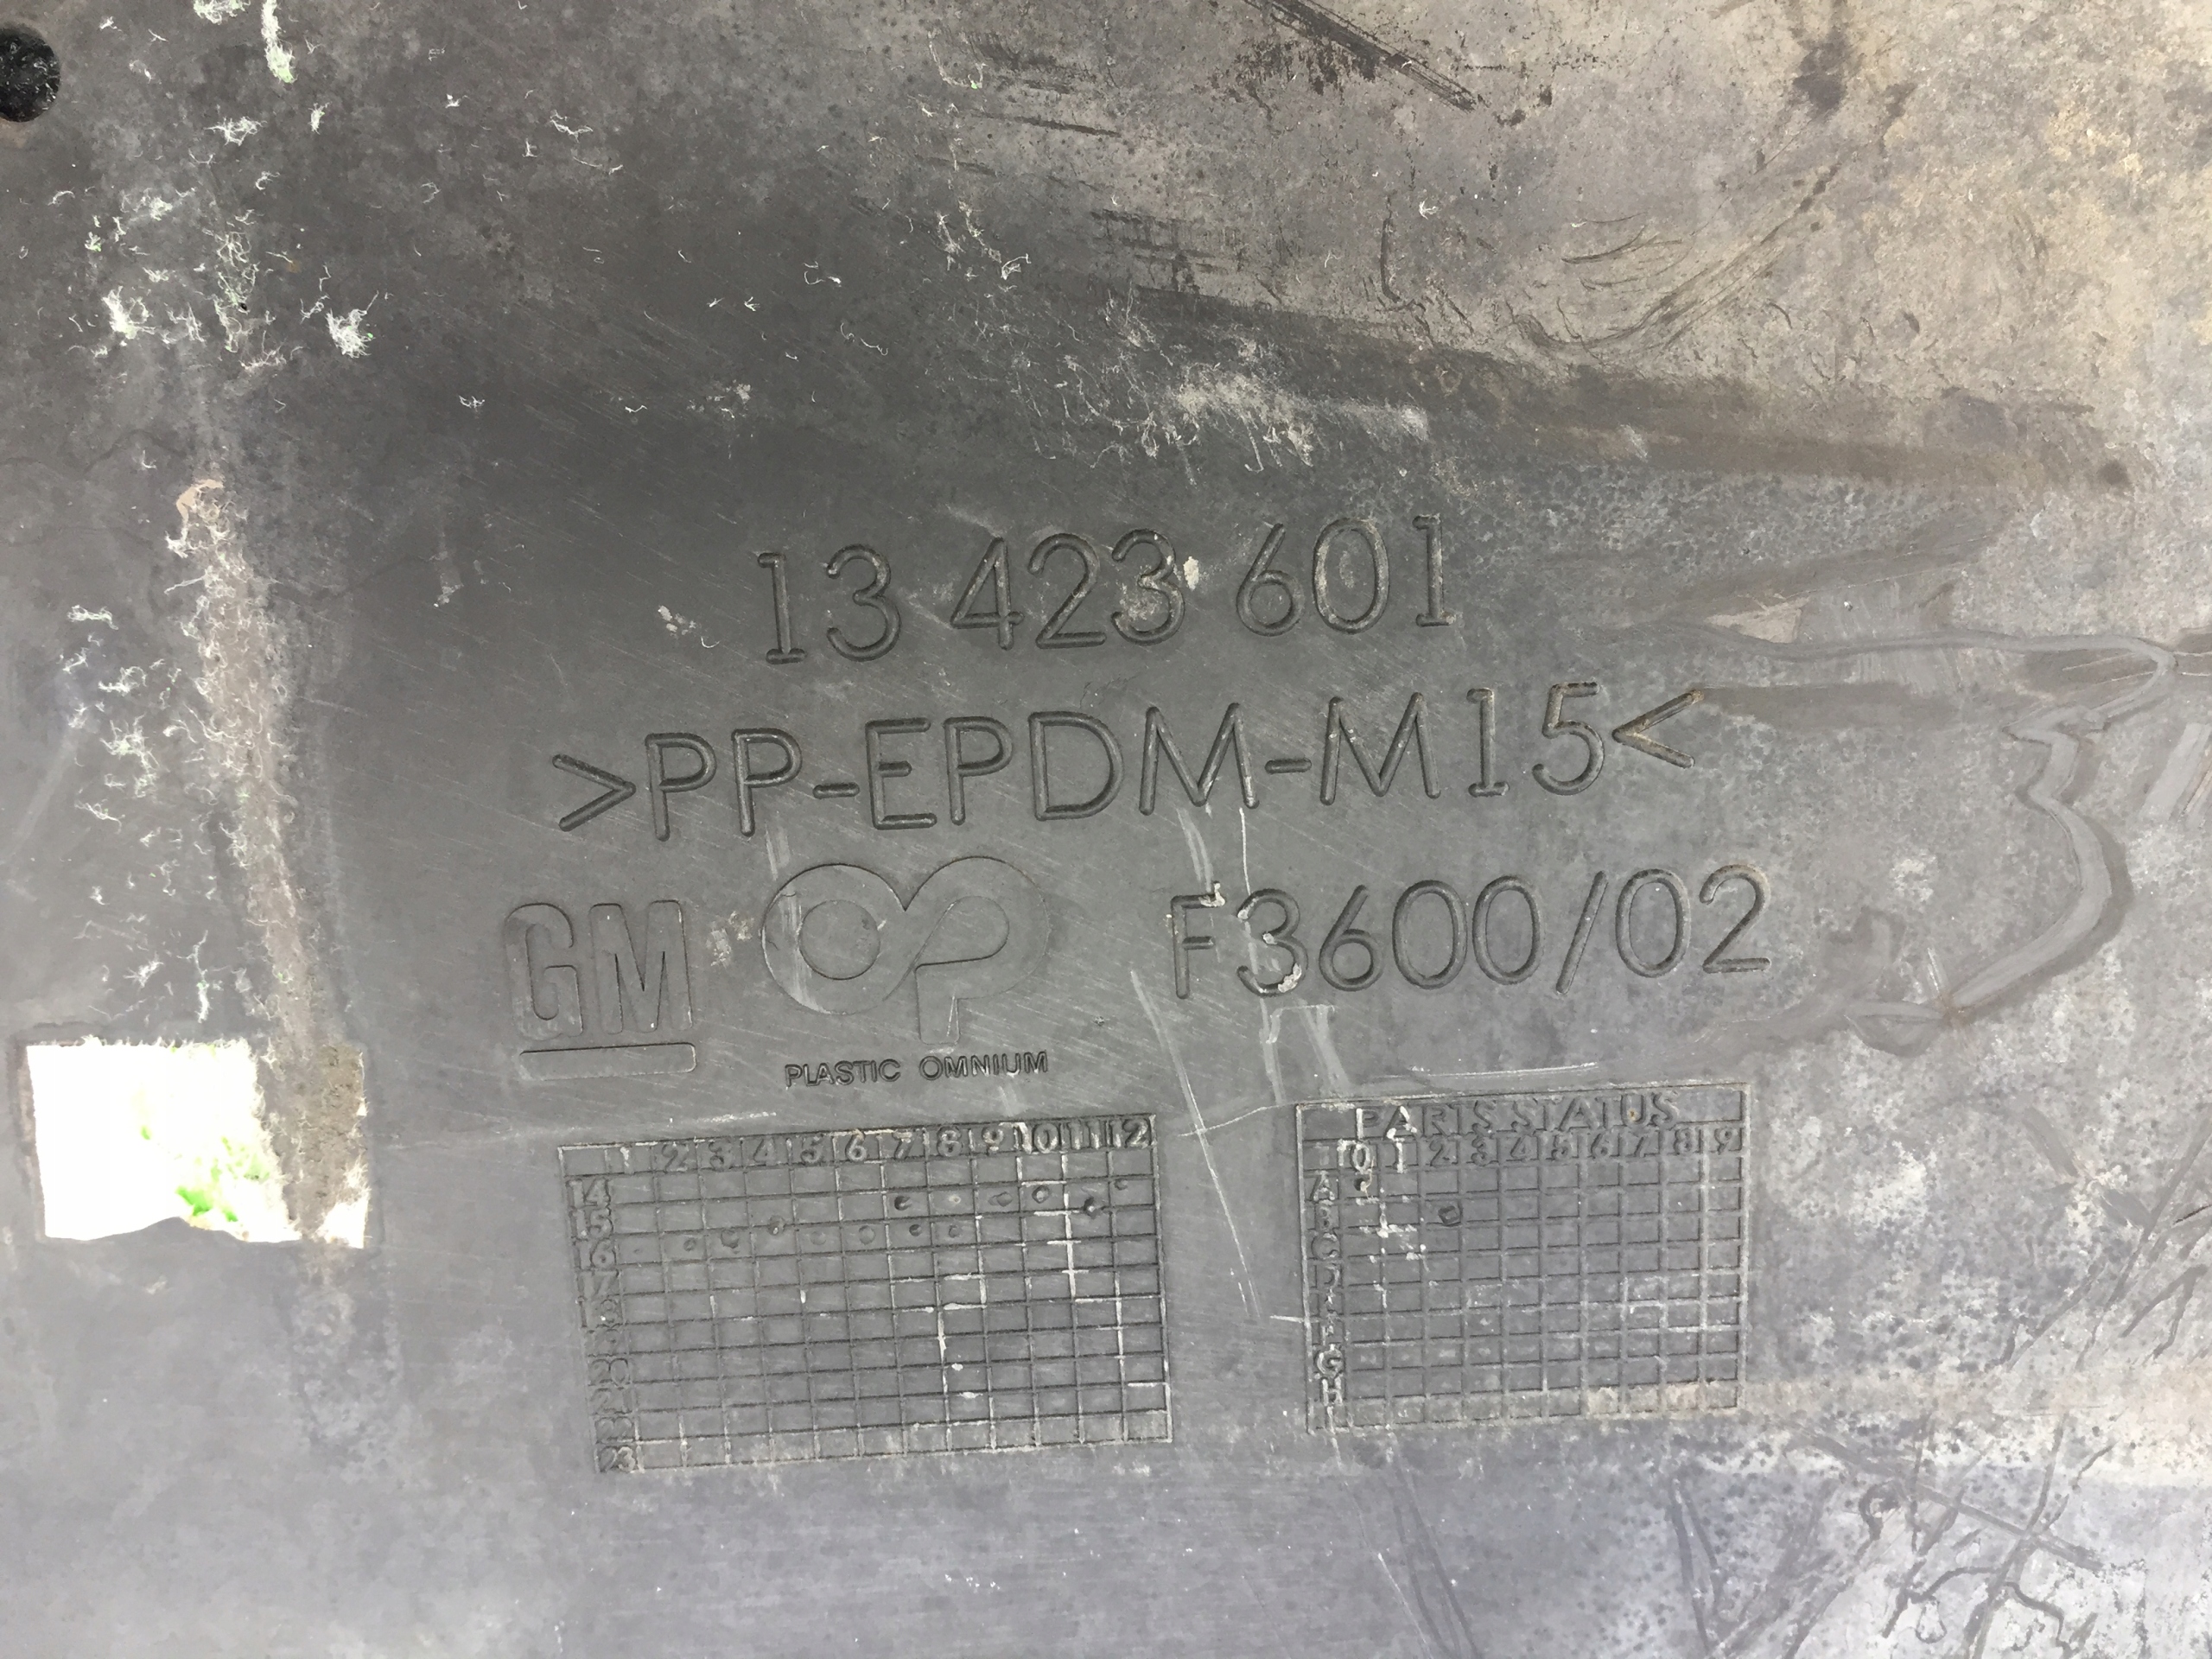 13 423 601
>PP-EPDM-M15<
GM OP F3600/02
PLASTIC OMNIUM
1 2 3 4 5 6 7 8 9 10 11 12
14
15
16
20
23
PARTS STATUS
0 1 2 3 4 5 6 7 8 9
A
B
C
D
F
G
H